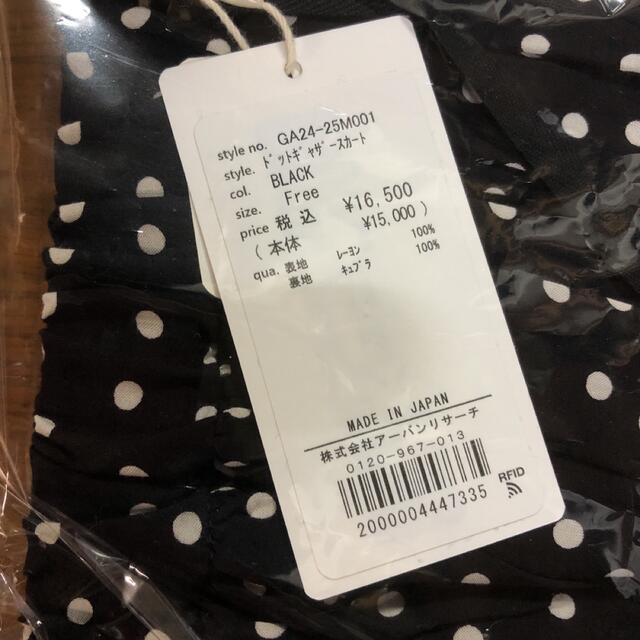 style no. GA24-25M001
style. ﾄﾞｯﾄｷﾞｬｻﾞｰｽｶｰﾄ
col. BLACK
size. Free
price 税込 ¥16,500
( 本体 ¥15,000 )
qua. 表地 ﾚｰﾖﾝ 100%
裏地 ｷｭﾌﾟﾗ 100%
MADE IN JAPAN
株式会社アーバンリサーチ
0120-967-013
2000004447335
RFID